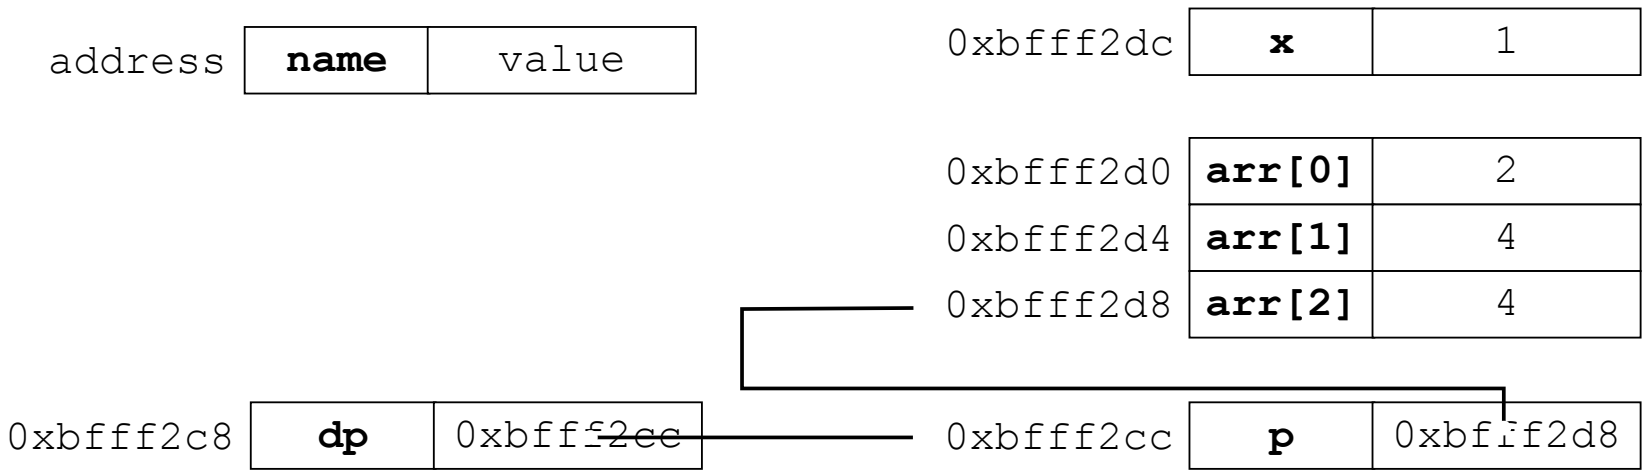 address name value
0xbfff2dc x 1
0xbfff2d0 arr[0] 2
0xbfff2d4 arr[1] 4
0xbfff2d8 arr[2] 4
0xbfff2c8 dp 0xbfff2cc
0xbfff2cc p 0xbfff2d8